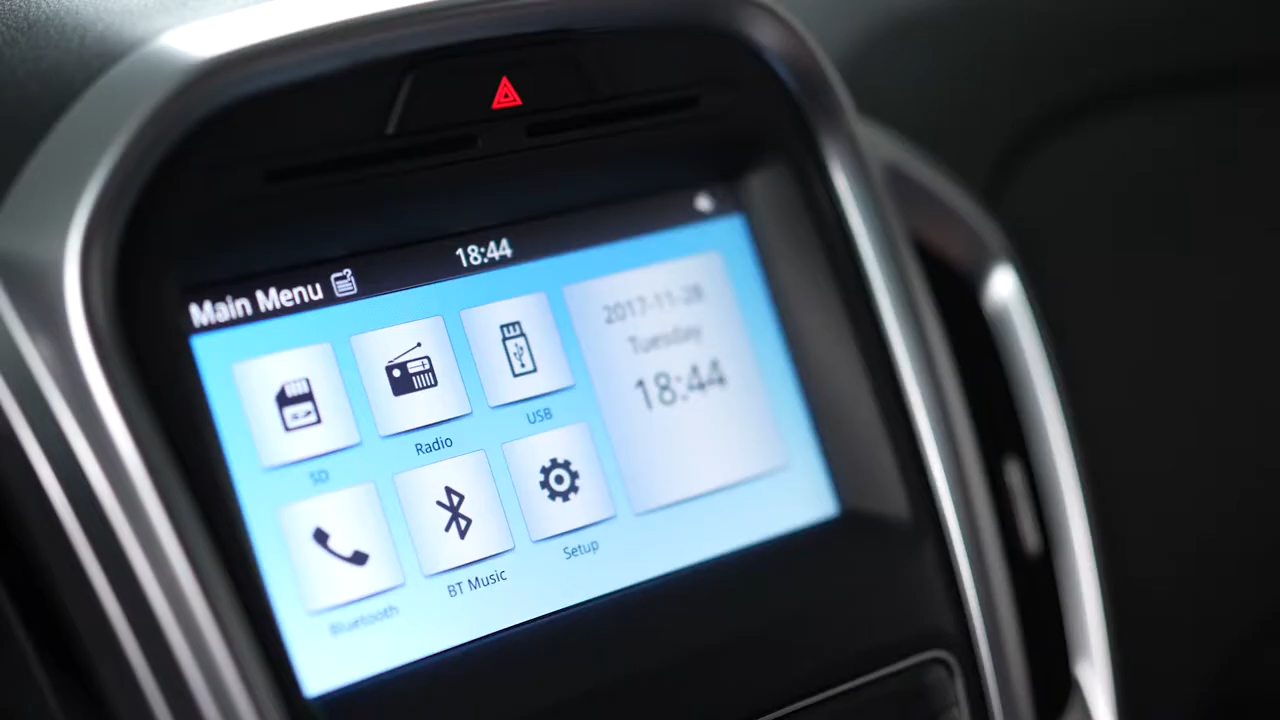 18:44
Main Menu
SD
Radio
USB
2017-11-28
Tuesday
18:44
Bluetooth
BT Music
Setup